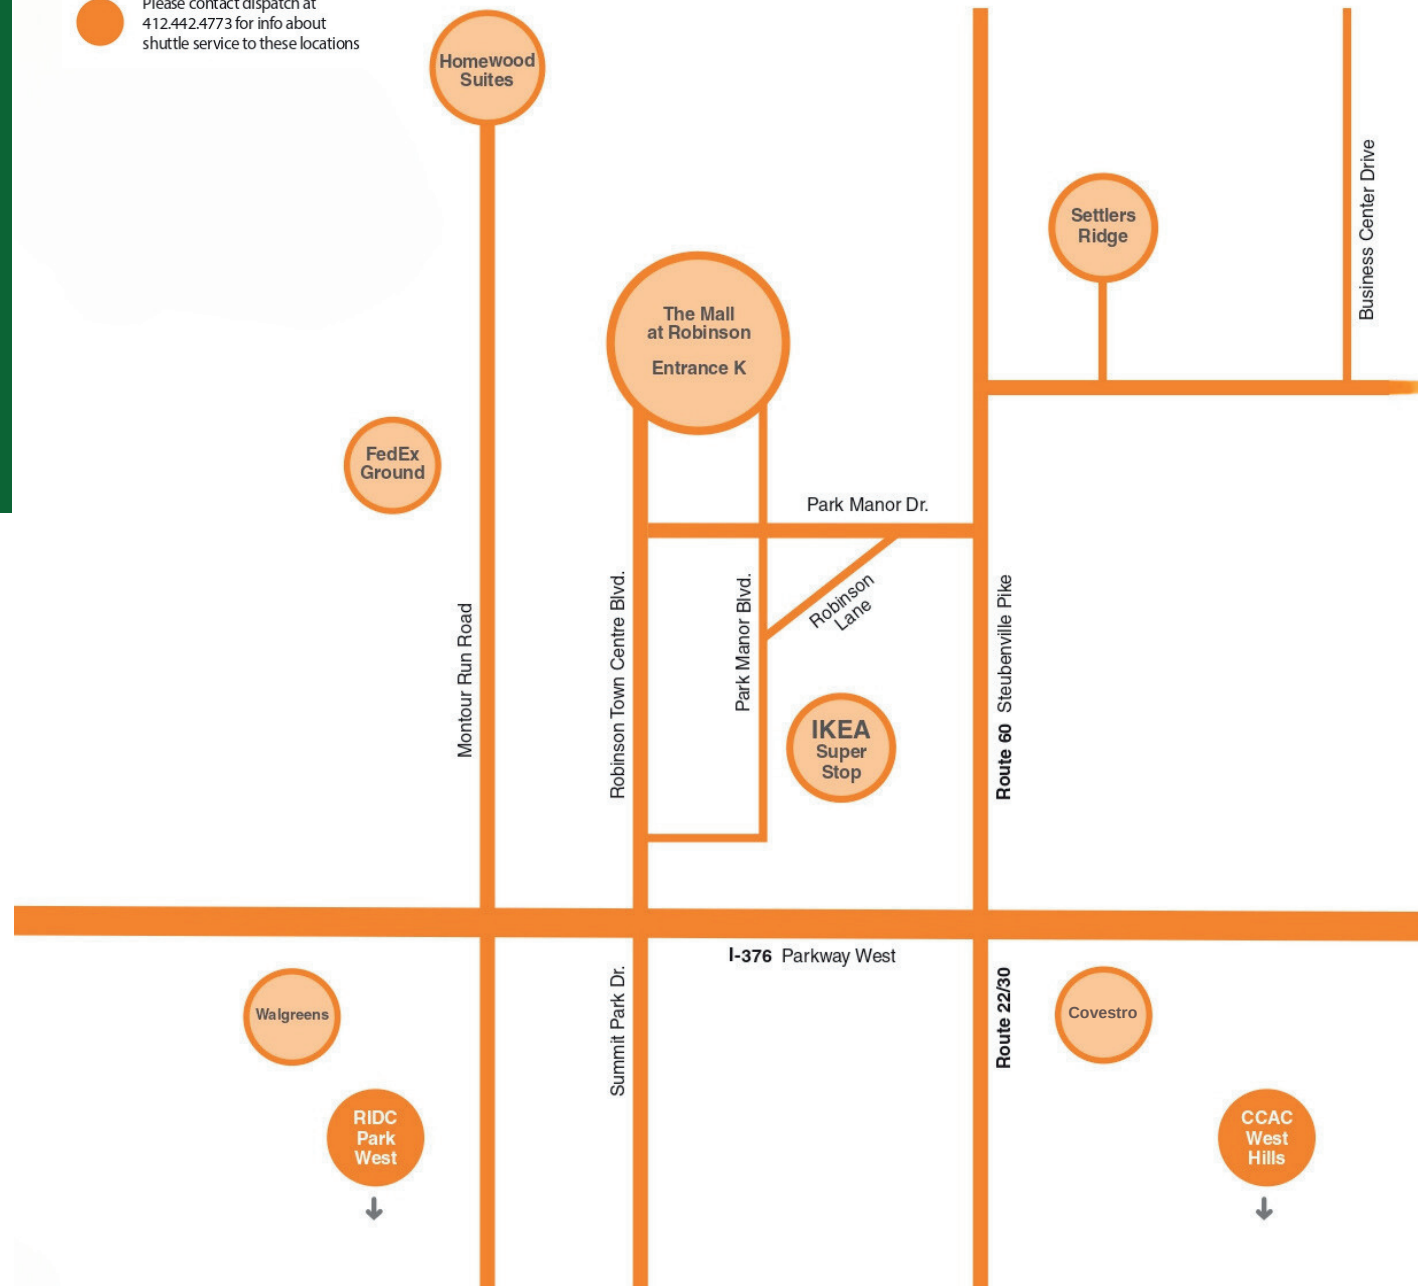 Please contact dispatch at
412.442.4773 for info about
shuttle service to these locations
Homewood
Suites
Settlers
Ridge
Business Center Drive
The Mall
at Robinson
Entrance K
FedEx
Ground
Park Manor Dr.
Robinson
Lane
Montour Run Road
Robinson Town Centre Blvd.
Park Manor Blvd.
Route 60 Steubenville Pike
IKEA
Super
Stop
I-376 Parkway West
Summit Park Dr.
Route 22/30
Walgreens
Covestro
RIDC
Park
West
CCAC
West
Hills